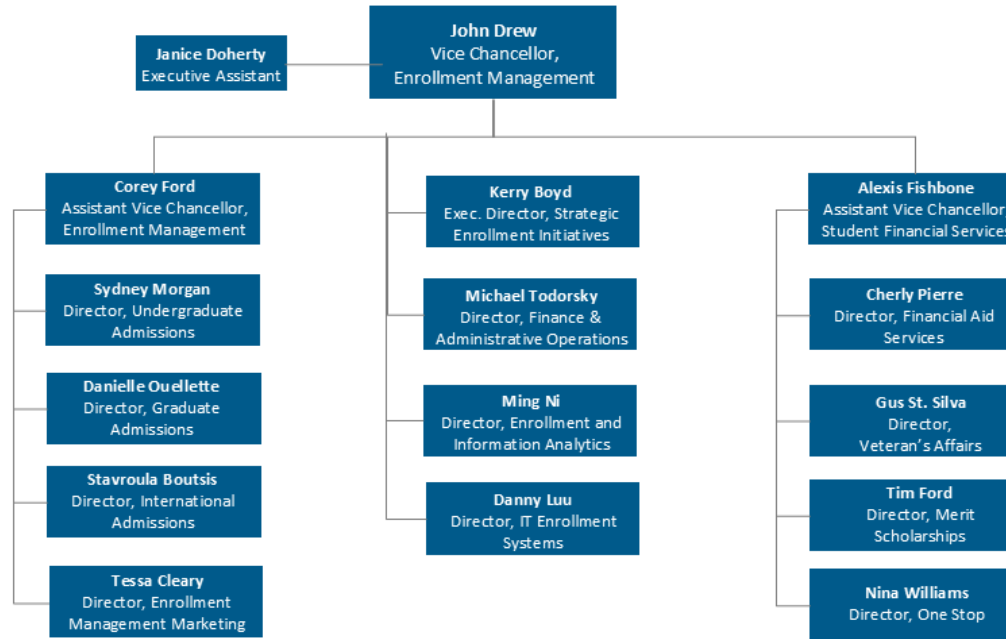 John Drew
Vice Chancellor,
Enrollment Management
Janice Doherty
Executive Assistant
Corey Ford
Assistant Vice Chancellor,
Enrollment Management
Sydney Morgan
Director, Undergraduate
Admissions
Danielle Ouellette
Director, Graduate
Admissions
Stavroula Boutsis
Director, International
Admissions
Tessa Cleary
Director, Enrollment
Management Marketing
Kerry Boyd
Exec. Director, Strategic
Enrollment Initiatives
Michael Todorsky
Director, Finance &
Administrative Operations
Ming Ni
Director, Enrollment and
Information Analytics
Danny Luu
Director, IT Enrollment
Systems
Alexis Fishbone
Assistant Vice Chancellor,
Student Financial Services
Cherly Pierre
Director, Financial Aid
Services
Gus St. Silva
Director,
Veteran's Affairs
Tim Ford
Director, Merit
Scholarships
Nina Williams
Director, One Stop